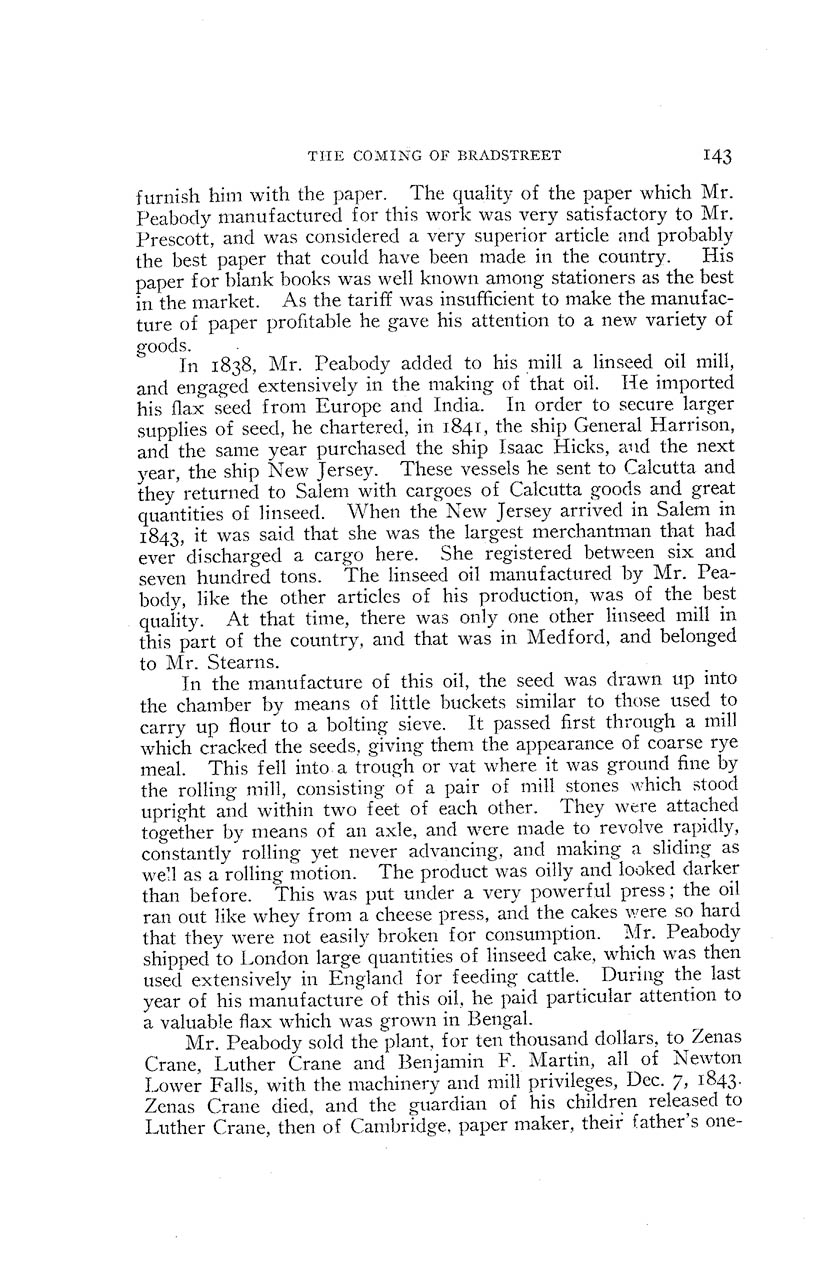 THE COMING OF BRADSTREET 143
furnish him with the paper. The quality of the paper which Mr.
Peabody manufactured for this work was very satisfactory to Mr.
Prescott, and was considered a very superior article and probably
the best paper that could have been made in the country. His
paper for blank books was well known among stationers as the best
in the market. As the tariff was insufficient to make the manufac-
ture of paper profitable he gave his attention to a new variety of
goods.
In 1838, Mr. Peabody added to his mill a linseed oil mill,
and engaged extensively in the making of that oil. He imported
his flax seed from Europe and India. In order to secure larger
supplies of seed, he chartered, in 1841, the ship General Harrison,
and the same year purchased the ship Isaac Hicks, and the next
year, the ship New Jersey. These vessels he sent to Calcutta and
they returned to Salem with cargoes of Calcutta goods and great
quantities of linseed. When the New Jersey arrived in Salem in
1843, it was said that she was the largest merchantman that had
ever discharged a cargo here. She registered between six and
seven hundred tons. The linseed oil manufactured by Mr. Pea-
body, like the other articles of his production, was of the best
quality. At that time, there was only one other linseed mill in
this part of the country, and that was in Medford, and belonged
to Mr. Stearns.
In the manufacture of this oil, the seed was drawn up into
the chamber by means of little buckets similar to those used to
carry up flour to a bolting sieve. It passed first through a mill
which cracked the seeds, giving them the appearance of coarse rye
meal. This fell into a trough or vat where it was ground fine by
the rolling mill, consisting of a pair of mill stones which stood
upright and within two feet of each other. They were attached
together by means of an axle, and were made to revolve rapidly,
constantly rolling yet never advancing, and making a sliding as
well as a rolling motion. The product was oilly and looked darker
than before. This was put under a very powerful press; the oil
ran out like whey from a cheese press, and the cakes were so hard
that they were not easily broken for consumption. Mr. Peabody
shipped to London large quantities of linseed cake, which was then
used extensively in England for feeding cattle. During the last
year of his manufacture of this oil, he paid particular attention to
a valuable flax which was grown in Bengal.
Mr. Peabody sold the plant, for ten thousand dollars, to Zenas
Crane, Luther Crane and Benjamin F. Martin, all of Newton
Lower Falls, with the machinery and mill privileges, Dec. 7, 1843.
Zenas Crane died, and the guardian of his children released to
Luther Crane, then of Cambridge, paper maker, their father's one-